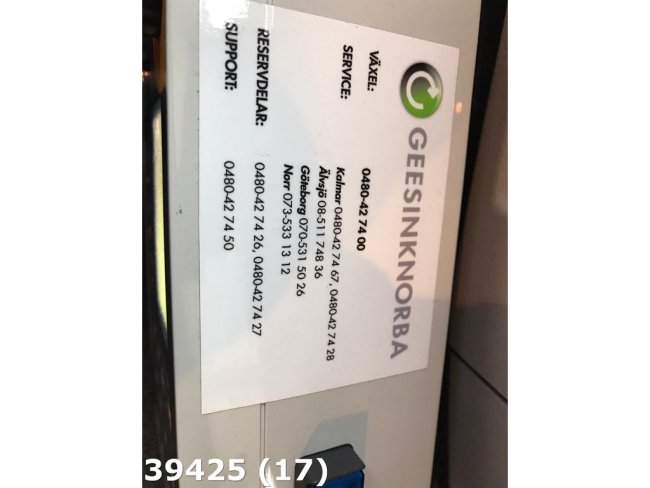 GEESINKNORBA
VÄXEL: 0480-42 74 00
SERVICE: Kalmar 0480-42 74 67, 0480-42 74 28
Älvsjö 08-511 748 36
Göteborg 070-531 50 26
Norr 073-533 13 12
RESERVDELAR: 0480-42 74 26, 0480-42 74 27
SUPPORT: 0480-42 74 50
39425 (17)